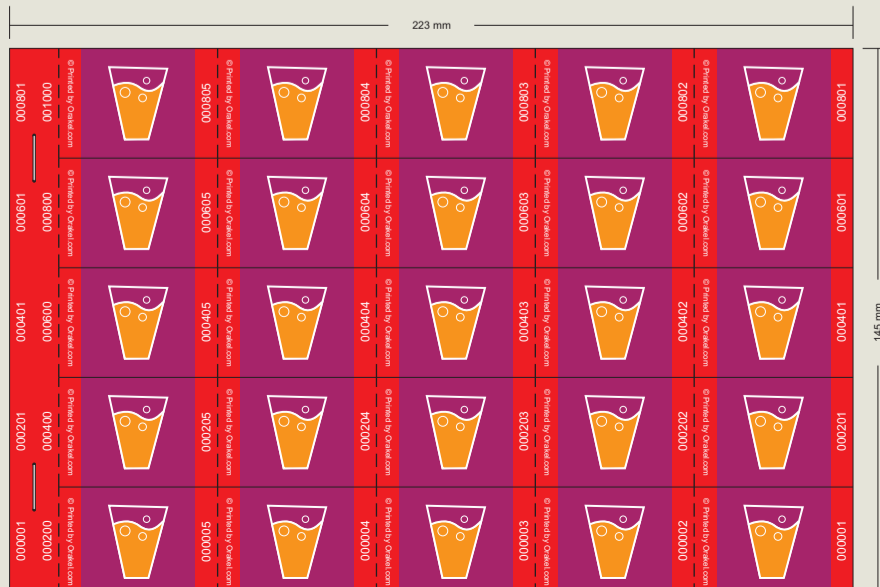 223 mm
145 mm
000801
001000
© Printed by Orakel.com
000805
© Printed by Orakel.com
000804
© Printed by Orakel.com
000803
© Printed by Orakel.com
000802
© Printed by Orakel.com
000801
000601
000800
© Printed by Orakel.com
000605
© Printed by Orakel.com
000604
© Printed by Orakel.com
000603
© Printed by Orakel.com
000602
© Printed by Orakel.com
000601
000401
000600
© Printed by Orakel.com
000405
© Printed by Orakel.com
000404
© Printed by Orakel.com
000403
© Printed by Orakel.com
000402
© Printed by Orakel.com
000401
000201
000400
© Printed by Orakel.com
000205
© Printed by Orakel.com
000204
© Printed by Orakel.com
000203
© Printed by Orakel.com
000202
© Printed by Orakel.com
000201
000001
000200
© Printed by Orakel.com
000005
© Printed by Orakel.com
000004
© Printed by Orakel.com
000003
© Printed by Orakel.com
000002
© Printed by Orakel.com
000001